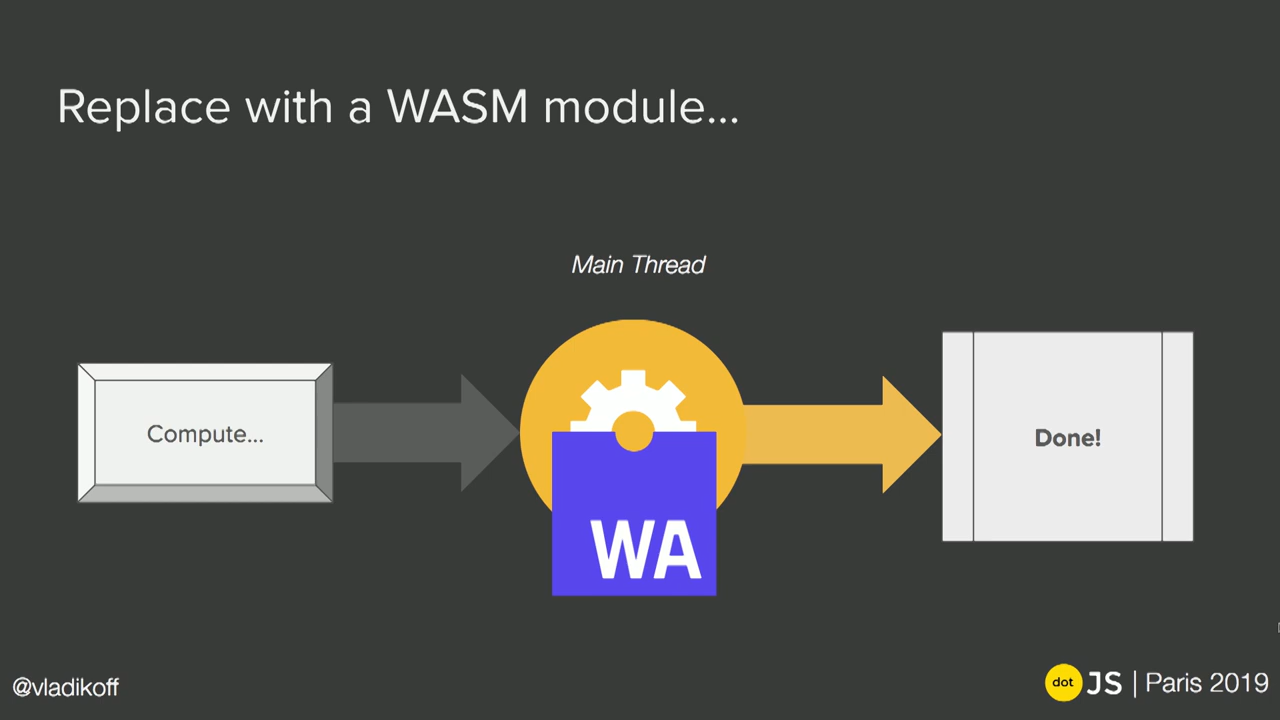 Replace with a WASM module...
Main Thread
Compute...
Done!
WA
@vladikoff
dot JS | Paris 2019